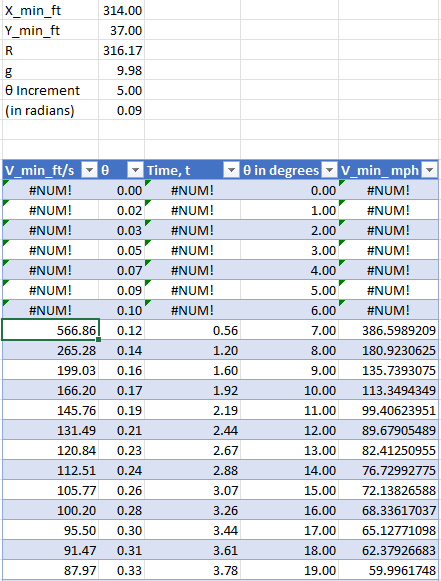 X_min_ft 314.00
Y_min_ft 37.00
R 316.17
g 9.98
θ Increment 5.00
(in radians) 0.09
V_min_ft/s θ Time, t θ in degrees V_min_mph
#NUM! 0.00 #NUM! 0.00 #NUM!
#NUM! 0.02 #NUM! 1.00 #NUM!
#NUM! 0.03 #NUM! 2.00 #NUM!
#NUM! 0.05 #NUM! 3.00 #NUM!
#NUM! 0.07 #NUM! 4.00 #NUM!
#NUM! 0.09 #NUM! 5.00 #NUM!
#NUM! 0.10 #NUM! 6.00 #NUM!
566.86 0.12 0.56 7.00 386.5989209
265.28 0.14 1.20 8.00 180.9230625
199.03 0.16 1.60 9.00 135.7393075
166.20 0.17 1.92 10.00 113.3494349
145.76 0.19 2.19 11.00 99.40623951
131.49 0.21 2.44 12.00 89.67905489
120.84 0.23 2.67 13.00 82.41250955
112.51 0.24 2.88 14.00 76.72992775
105.77 0.26 3.07 15.00 72.13826588
100.20 0.28 3.26 16.00 68.33617037
95.50 0.30 3.44 17.00 65.12771098
91.47 0.31 3.61 18.00 62.37926683
87.97 0.33 3.78 19.00 59.9961748